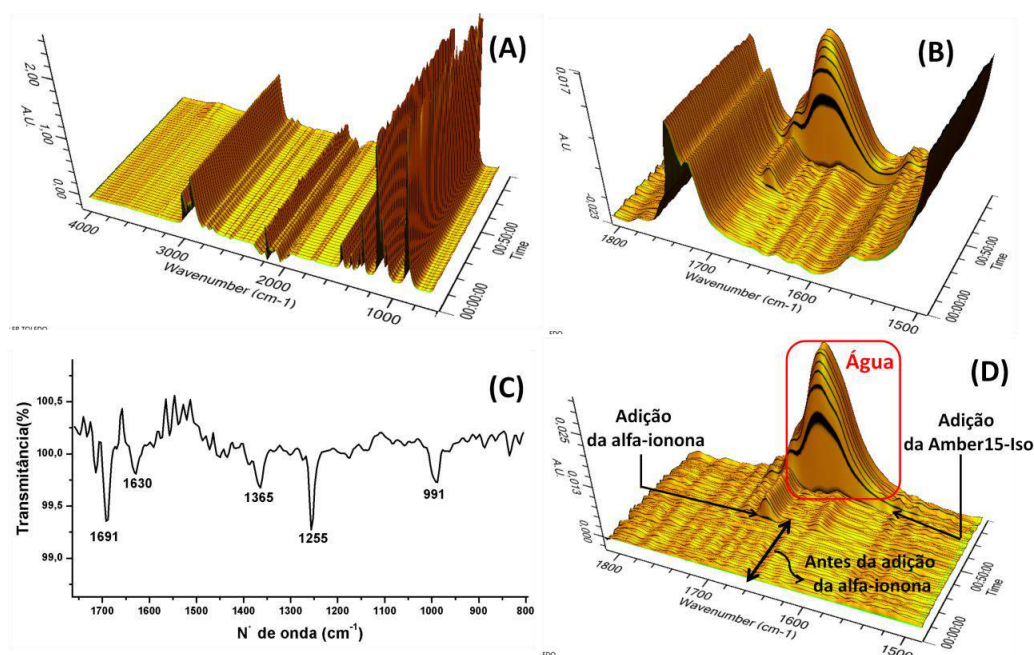 (A)
2,00
1,00
0,00
A.U.
4000
3000
2000
1000
Wavenumber (cm-1)
00:50:00
Time
00:00:00
(B)
0,017
A.U.
-0,023
1800
1700
1600
1500
Wavenumber (cm-1)
00:50:00
Time
00:00:00
(C)
Transmitância(%)
100,5
100,0
99,5
99,0
1691
1630
1365
1255
991
1700 1600 1500 1400 1300 1200 1100 1000 900 800
N˙ de onda (cm-1)
(D)
Água
Adição
da alfa-ionona
Adição
da Amber15-Iso
Antes da adição
da alfa-ionona
0,025
0,013
0,000
A.U.
1800
1700
1600
1500
Wavenumber (cm-1)
00:50:00
Time
00:00:00